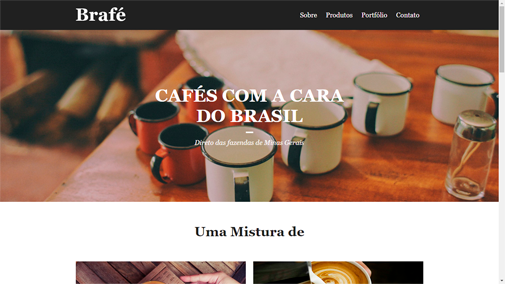 Brafé
Sobre Produtos Portfólio Contato
CAFÉS COM A CARA
DO BRASIL
Direto das fazendas de Minas Gerais
Uma Mistura de